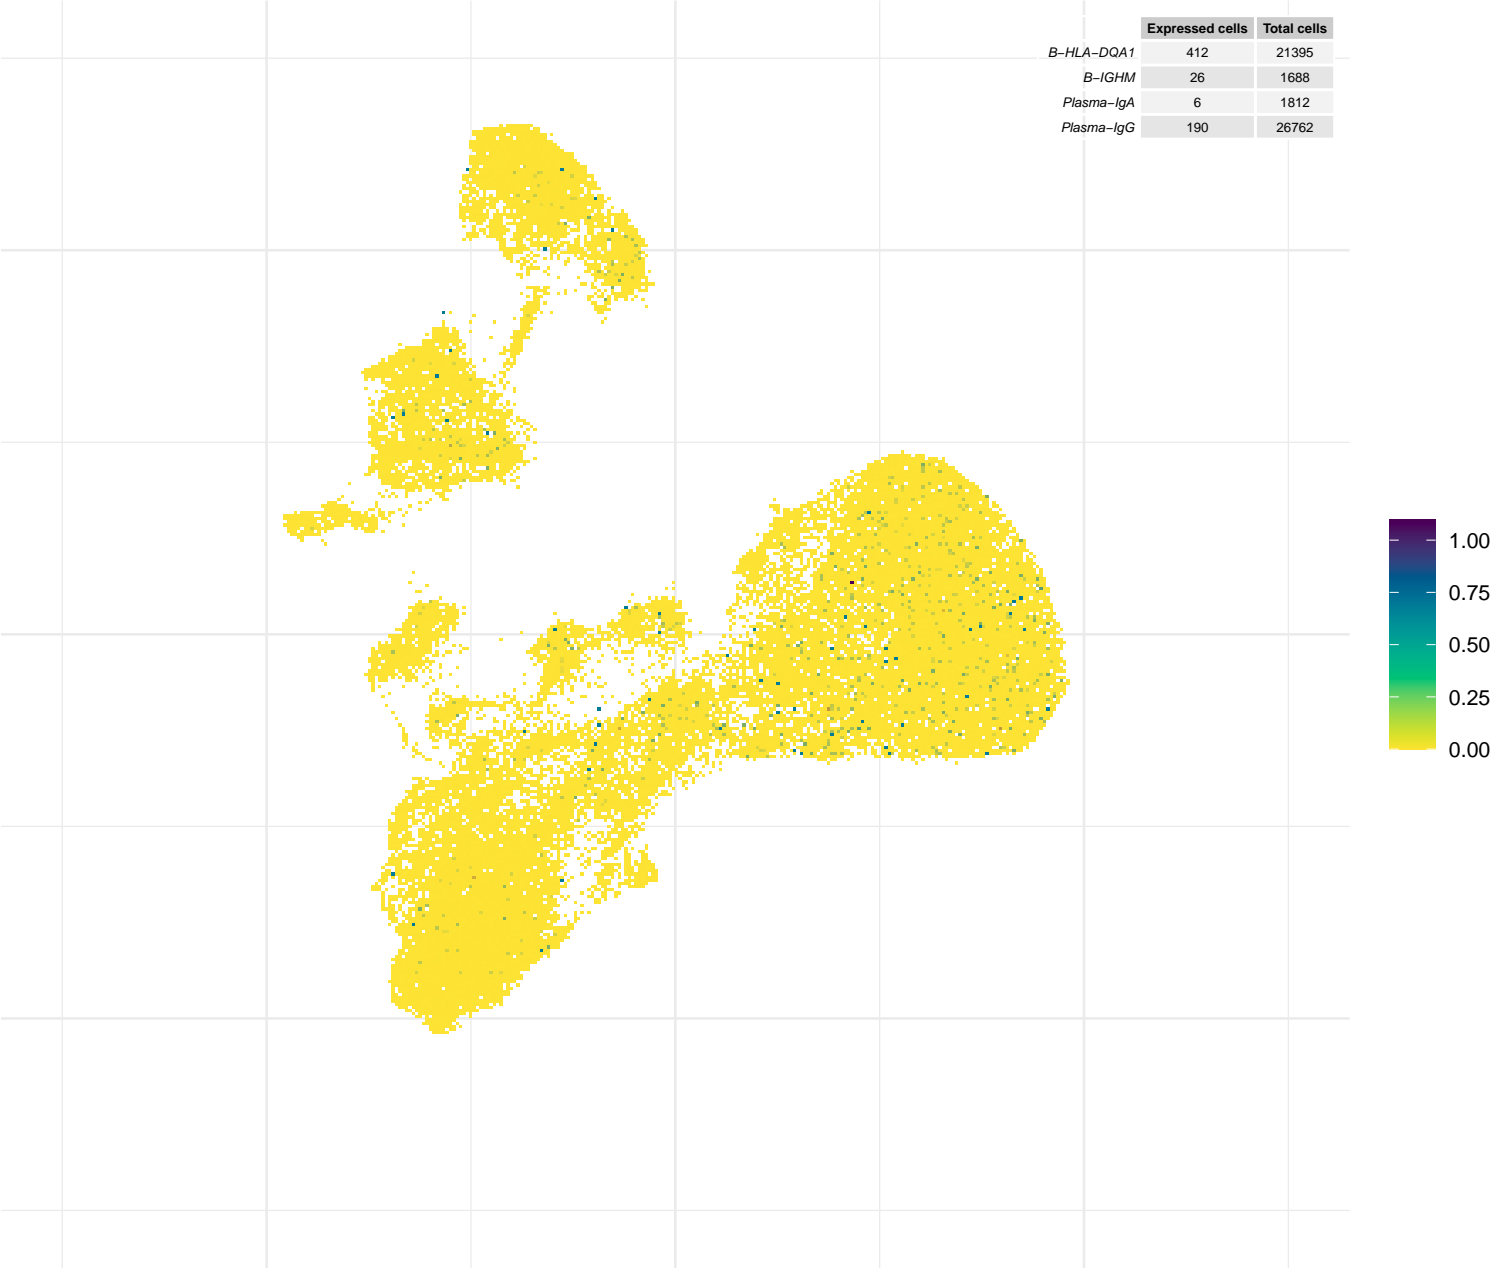 Expressed cells Total cells
B−HLA−DQA1 412 21395
B−IGHM 26 1688
Plasma−IgA 6 1812
Plasma−IgG 190 26762
1.00
0.75
0.50
0.25
0.00